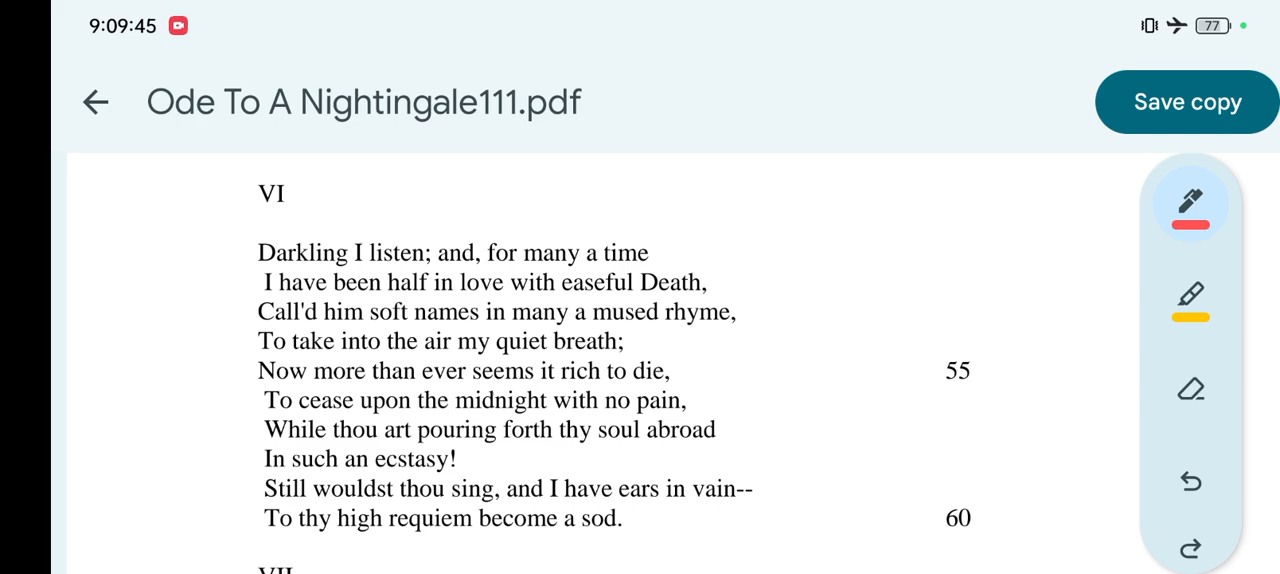 9:09:45
77
Ode To A Nightingale111.pdf
Save copy
VI
Darkling I listen; and, for many a time
I have been half in love with easeful Death,
Call'd him soft names in many a mused rhyme,
To take into the air my quiet breath;
Now more than ever seems it rich to die, 55
To cease upon the midnight with no pain,
While thou art pouring forth thy soul abroad
In such an ecstasy!
Still wouldst thou sing, and I have ears in vain--
To thy high requiem become a sod. 60
VII